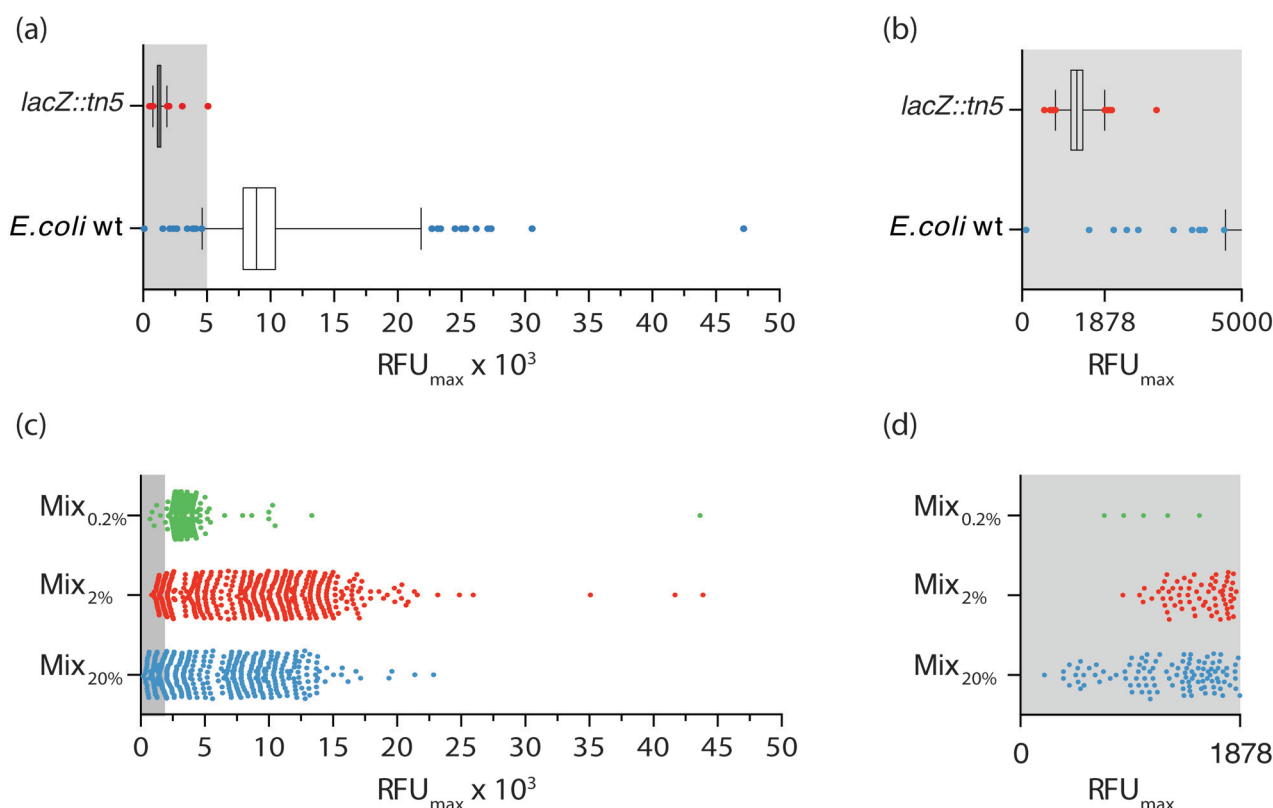 (a)
lacZ::tn5
E.coli wt
0 5 10 15 20 25 30 35 40 45 50
RFUmax x 10³
(b)
lacZ::tn5
E.coli wt
0 1878 5000
RFUmax
(c)
Mix0.2%
Mix2%
Mix20%
0 5 10 15 20 25 30 35 40 45 50
RFUmax x 10³
(d)
Mix0.2%
Mix2%
Mix20%
0 1878
RFUmax